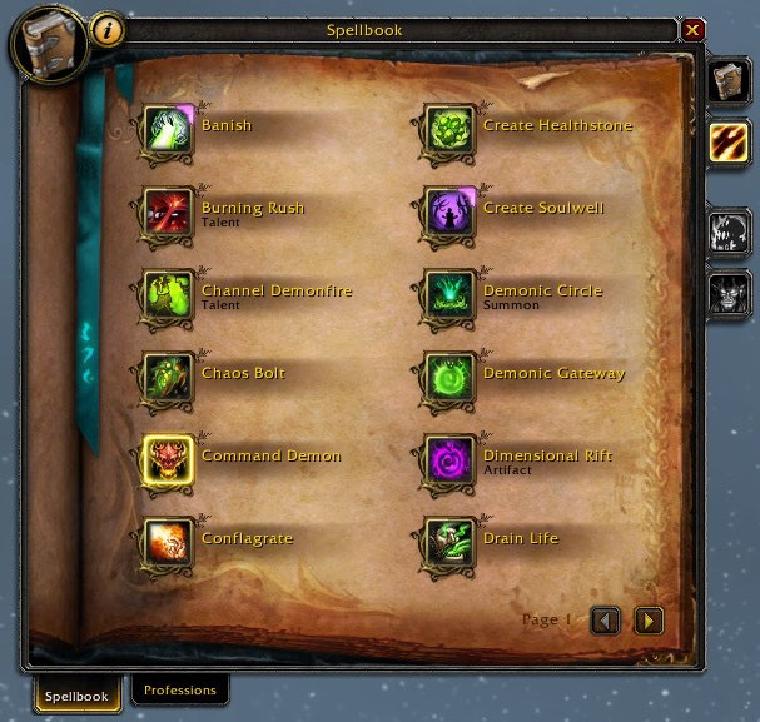 Spellbook
Banish
Create Healthstone
Burning Rush
Talent
Create Soulwell
Channel Demonfire
Talent
Demonic Circle
Summon
Chaos Bolt
Demonic Gateway
Command Demon
Dimensional Rift
Artifact
Conflagrate
Drain Life
Page 1
Spellbook
Professions